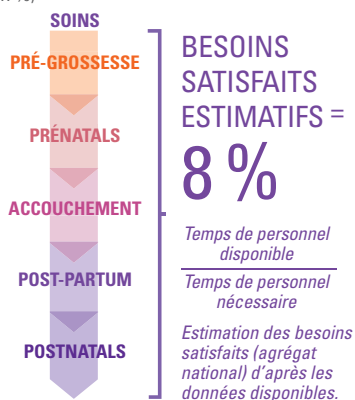 SOINS
PRÉ-GROSSESSE
PRÉNATALS
ACCOUCHEMENT
POST-PARTUM
POSTNATALS
BESOINS
SATISFAITS
ESTIMATIFS =
8 %
Temps de personnel
disponible
Temps de personnel
nécessaire
Estimation des besoins
satisfaits (agrégat
national) d'après les
données disponibles.